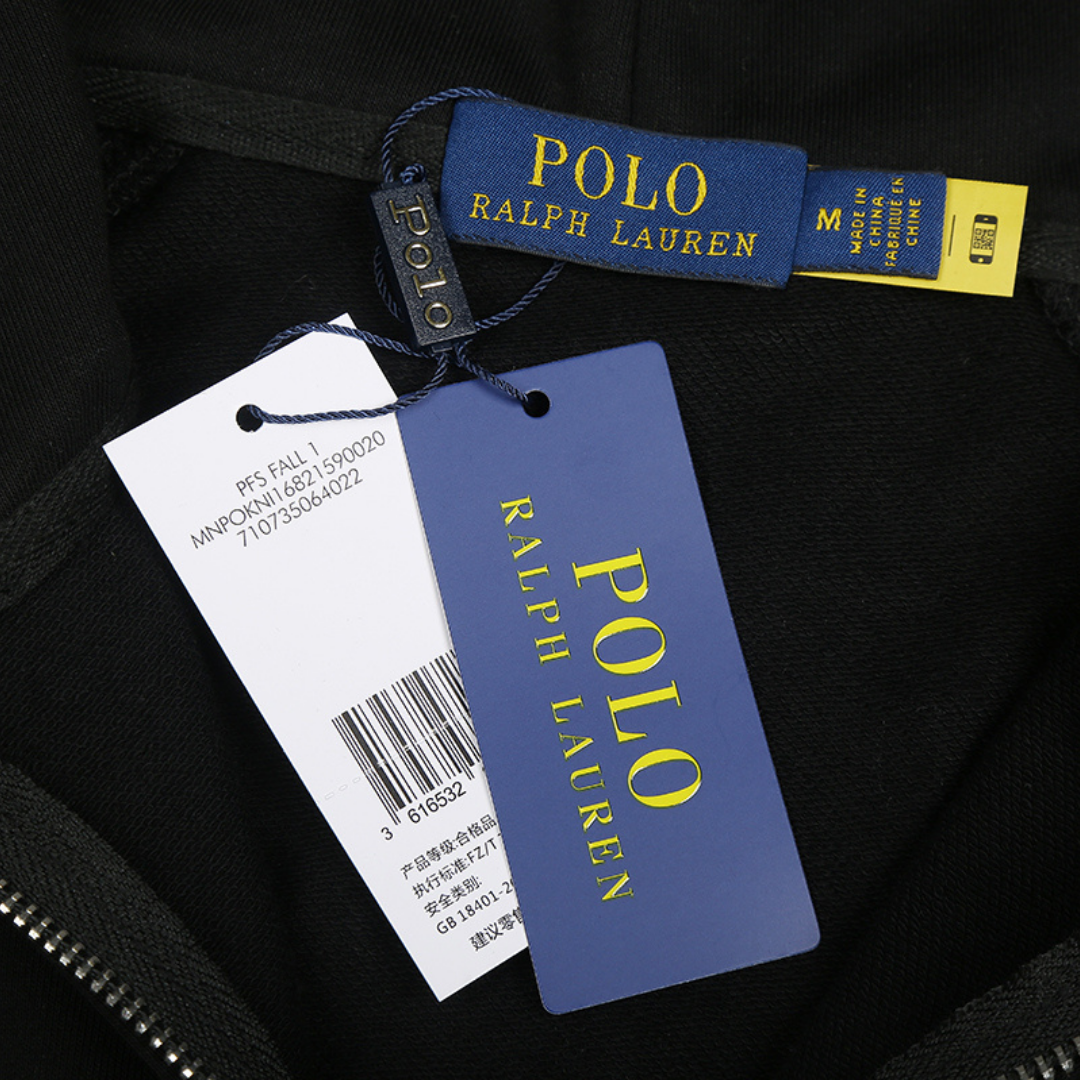 POLO
RALPH LAUREN
M
MADE IN
CHINA
FABRIQUÉ EN
CHINE
POLO
PFS FALL 1
MNPOKNI16821590020
710735064022
3 616532
产品等级:合格品
执行标准:FZ/T
安全类别:
GB 18401-2
建议零售
POLO
RALPH LAUREN